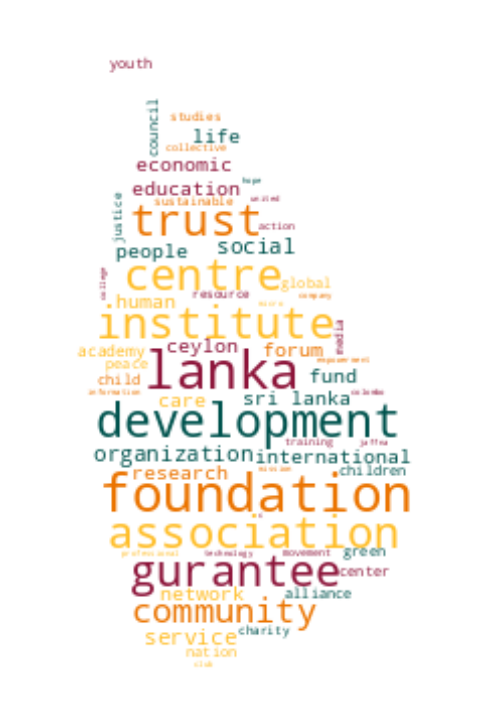 youth
council
studies
life
collective
economic
hope
education
united
sustainable
justice
trust
action
people
social
centre
global
college
human
resource
company
micro
institute
media
academy
ceylon
forum
peace
empowerment
lanka
child
fund
information
care
sri lanka
colombo
development
training
jaffna
organization
international
research
mission
children
foundation
association
professional
technology
movement
green
gurantee
center
network
alliance
community
service
charity
nation
club